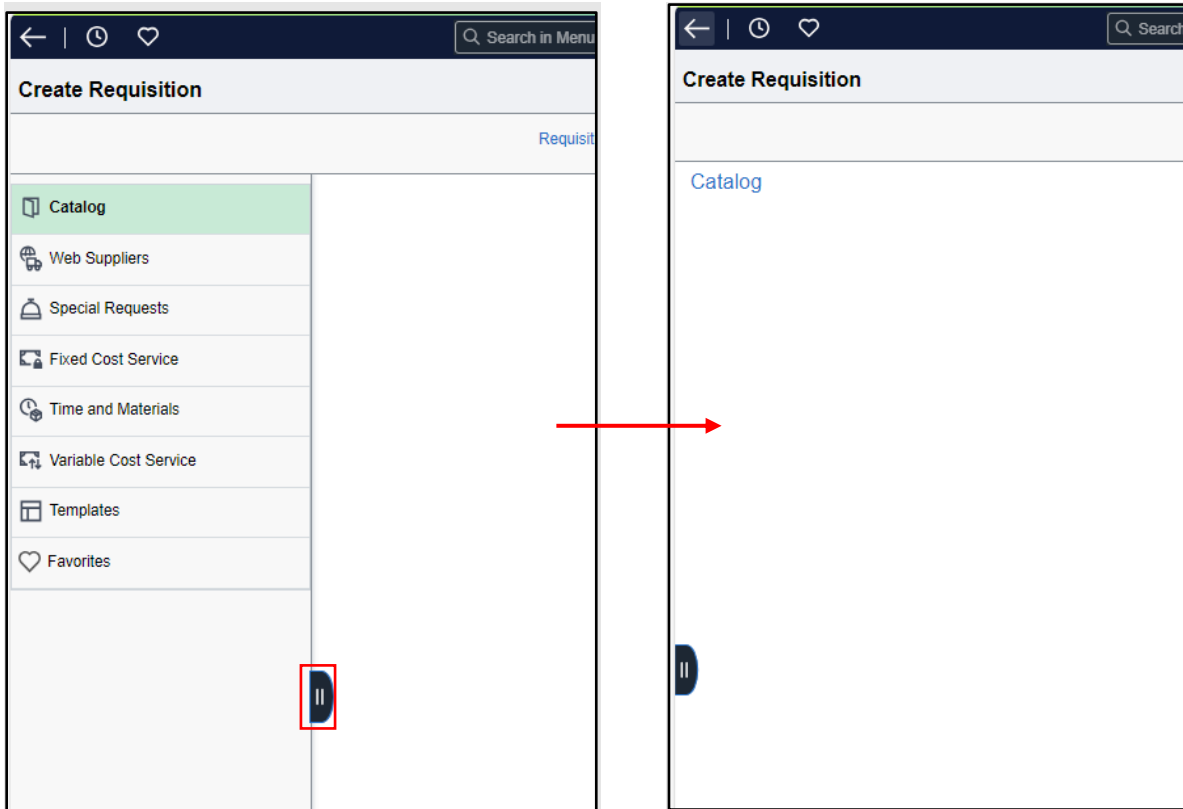 Search in Menu
Create Requisition
Requisit
Catalog
Web Suppliers
Special Requests
Fixed Cost Service
Time and Materials
Variable Cost Service
Templates
Favorites
Search
Create Requisition
Catalog